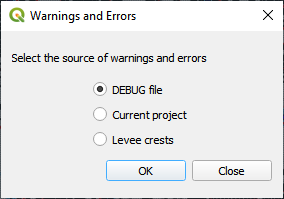 Warnings and Errors
Select the source of warnings and errors
DEBUG file
Current project
Levee crests
OK Close